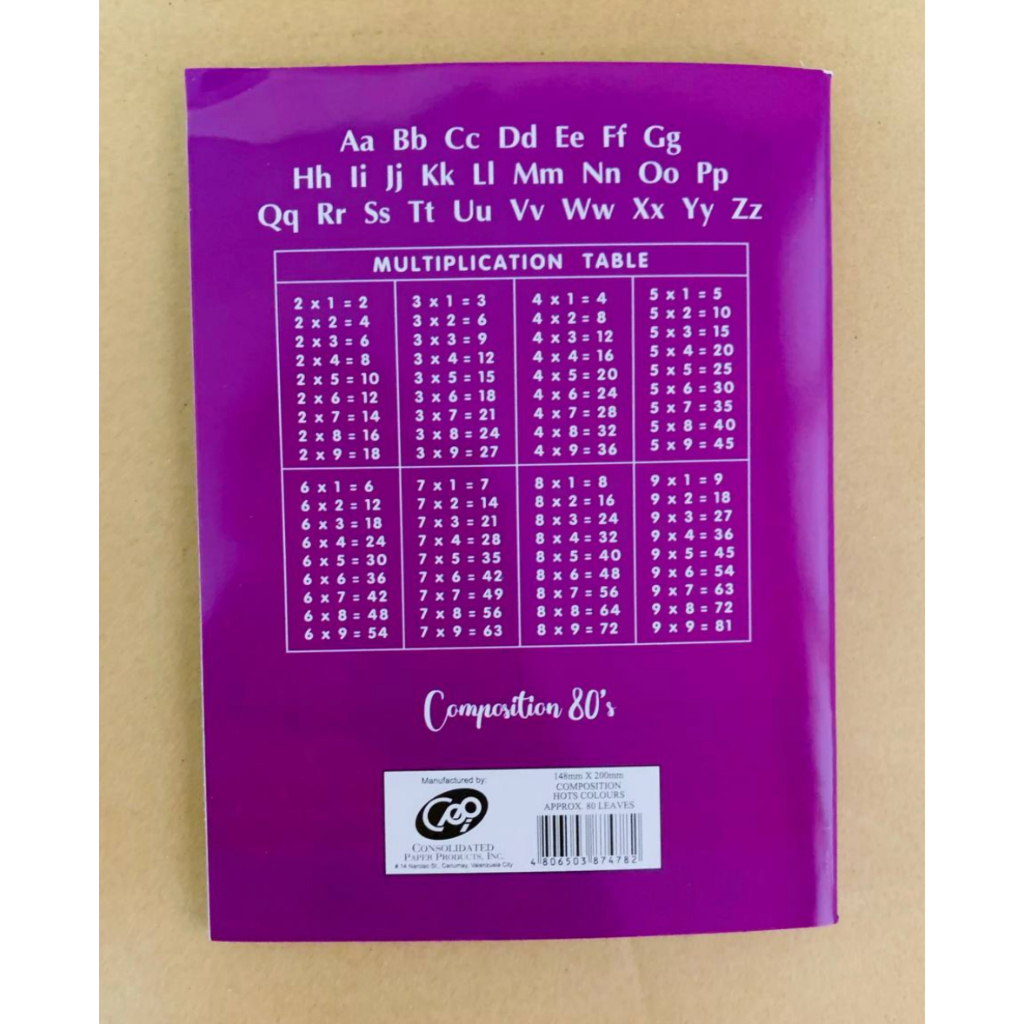 Aa Bb Cc Dd Ee Ff Gg
Hh Ii Jj Kk Ll Mm Nn Oo Pp
Qq Rr Ss Tt Uu Vv Ww Xx Yy Zz
MULTIPLICATION TABLE
2 x 1 = 2
2 x 2 = 4
2 x 3 = 6
2 x 4 = 8
2 x 5 = 10
2 x 6 = 12
2 x 7 = 14
2 x 8 = 16
2 x 9 = 18
3 x 1 = 3
3 x 2 = 6
3 x 3 = 9
3 x 4 = 12
3 x 5 = 15
3 x 6 = 18
3 x 7 = 21
3 x 8 = 24
3 x 9 = 27
4 x 1 = 4
4 x 2 = 8
4 x 3 = 12
4 x 4 = 16
4 x 5 = 20
4 x 6 = 24
4 x 7 = 28
4 x 8 = 32
4 x 9 = 36
5 x 1 = 5
5 x 2 = 10
5 x 3 = 15
5 x 4 = 20
5 x 5 = 25
5 x 6 = 30
5 x 7 = 35
5 x 8 = 40
5 x 9 = 45
6 x 1 = 6
6 x 2 = 12
6 x 3 = 18
6 x 4 = 24
6 x 5 = 30
6 x 6 = 36
6 x 7 = 42
6 x 8 = 48
6 x 9 = 54
7 x 1 = 7
7 x 2 = 14
7 x 3 = 21
7 x 4 = 28
7 x 5 = 35
7 x 6 = 42
7 x 7 = 49
7 x 8 = 56
7 x 9 = 63
8 x 1 = 8
8 x 2 = 16
8 x 3 = 24
8 x 4 = 32
8 x 5 = 40
8 x 6 = 48
8 x 7 = 56
8 x 8 = 64
8 x 9 = 72
9 x 1 = 9
9 x 2 = 18
9 x 3 = 27
9 x 4 = 36
9 x 5 = 45
9 x 6 = 54
9 x 7 = 63
9 x 8 = 72
9 x 9 = 81
Composition 80's
Manufactured by:
CONSOLIDATED
PAPER PRODUCTS, INC.
# 14 St., Canumay, Valenzuela City
148mm X 200mm
COMPOSITION
HOTS COLOURS
APPROX. 80 LEAVES
4 806503 874782